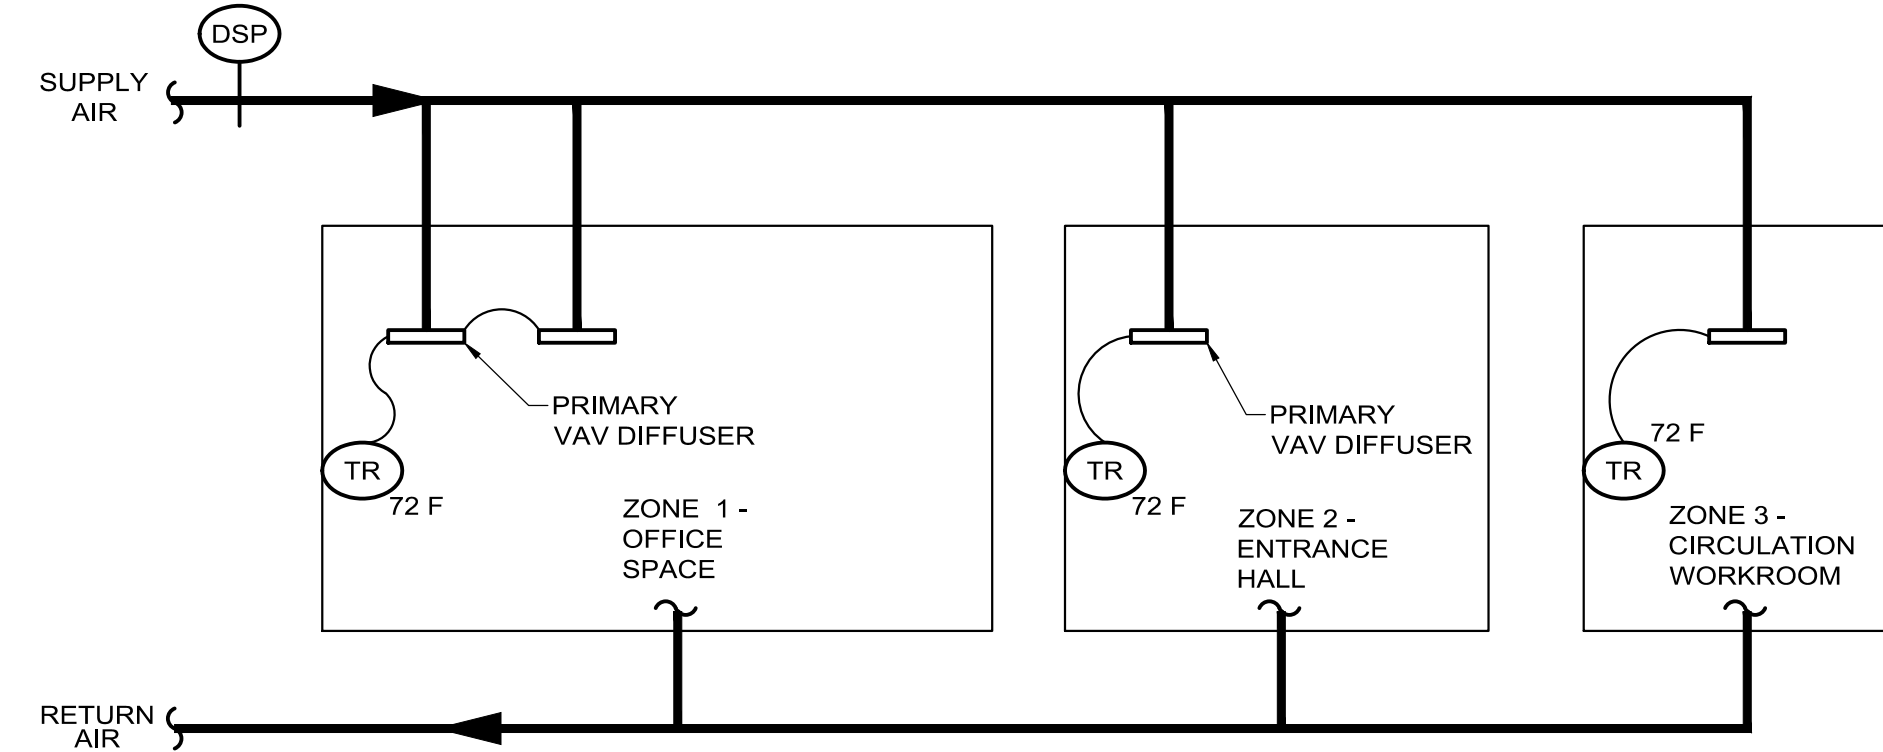 DSP
SUPPLY
AIR
PRIMARY
VAV DIFFUSER
TR
72 F
ZONE 1 -
OFFICE
SPACE
PRIMARY
VAV DIFFUSER
TR
72 F
ZONE 2 -
ENTRANCE
HALL
72 F
TR
ZONE 3 -
CIRCULATION
WORKROOM
RETURN
AIR